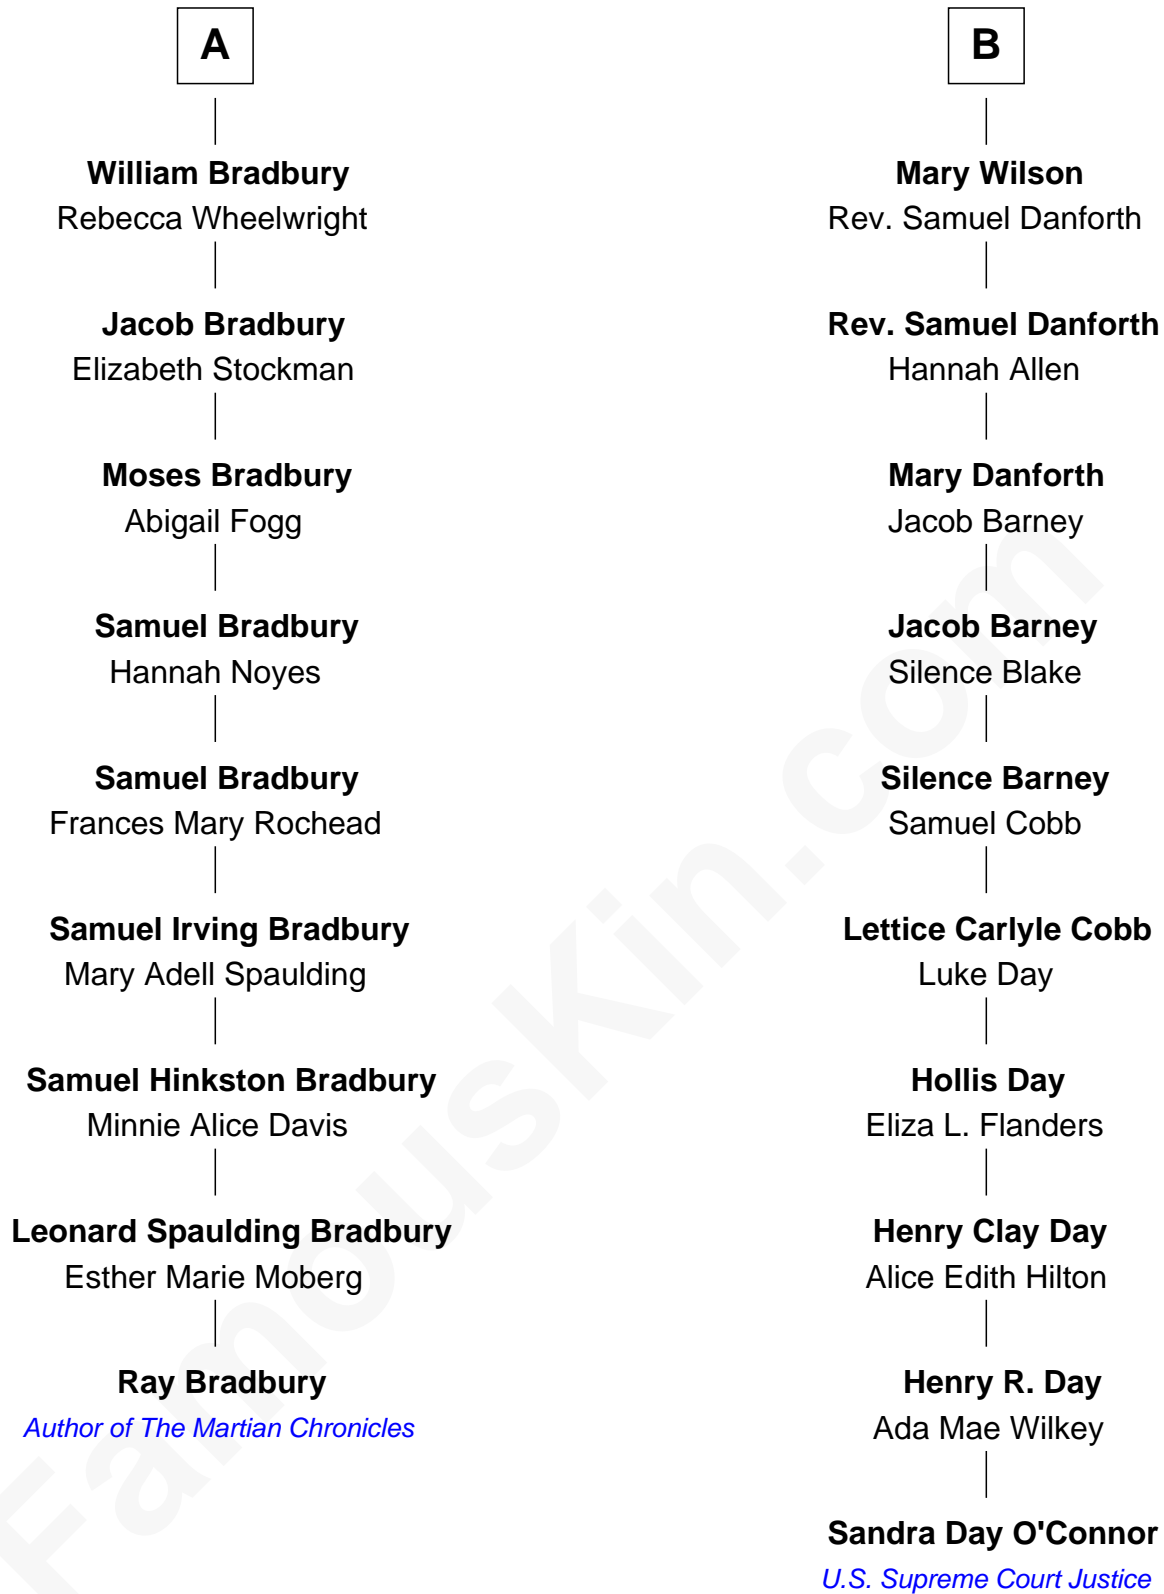 A
William Bradbury
Rebecca Wheelwright
Jacob Bradbury
Elizabeth Stockman
Moses Bradbury
Abigail Fogg
Samuel Bradbury
Hannah Noyes
Samuel Bradbury
Frances Mary Rochead
Samuel Irving Bradbury
Mary Adell Spaulding
Samuel Hinkston Bradbury
Minnie Alice Davis
Leonard Spaulding Bradbury
Esther Marie Moberg
Ray Bradbury
Author of The Martian Chronicles
B
Mary Wilson
Rev. Samuel Danforth
Rev. Samuel Danforth
Hannah Allen
Mary Danforth
Jacob Barney
Jacob Barney
Silence Blake
Silence Barney
Samuel Cobb
Lettice Carlyle Cobb
Luke Day
Hollis Day
Eliza L. Flanders
Henry Clay Day
Alice Edith Hilton
Henry R. Day
Ada Mae Wilkey
Sandra Day O'Connor
U.S. Supreme Court Justice
FamousKin.com